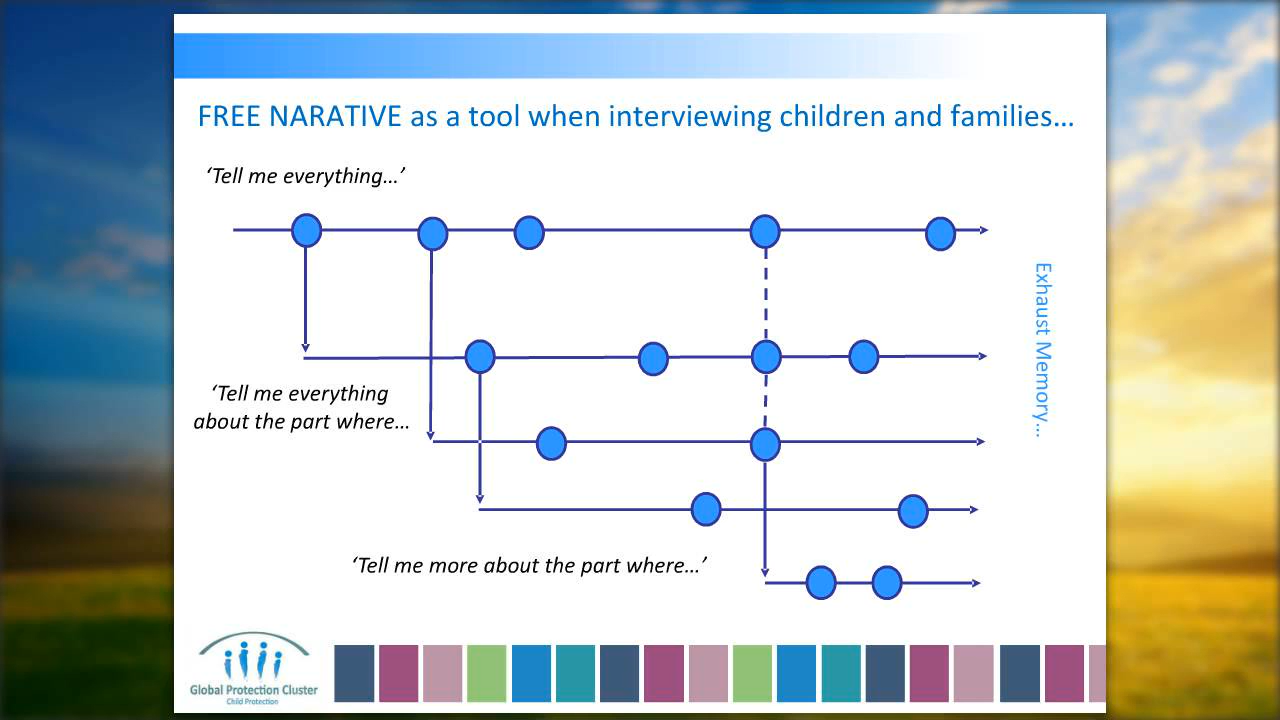 FREE NARATIVE as a tool when interviewing children and families…
‘Tell me everything…’
Exhaust Memory…
‘Tell me everything
about the part where…
‘Tell me more about the part where…’
Global Protection Cluster
Child Protection